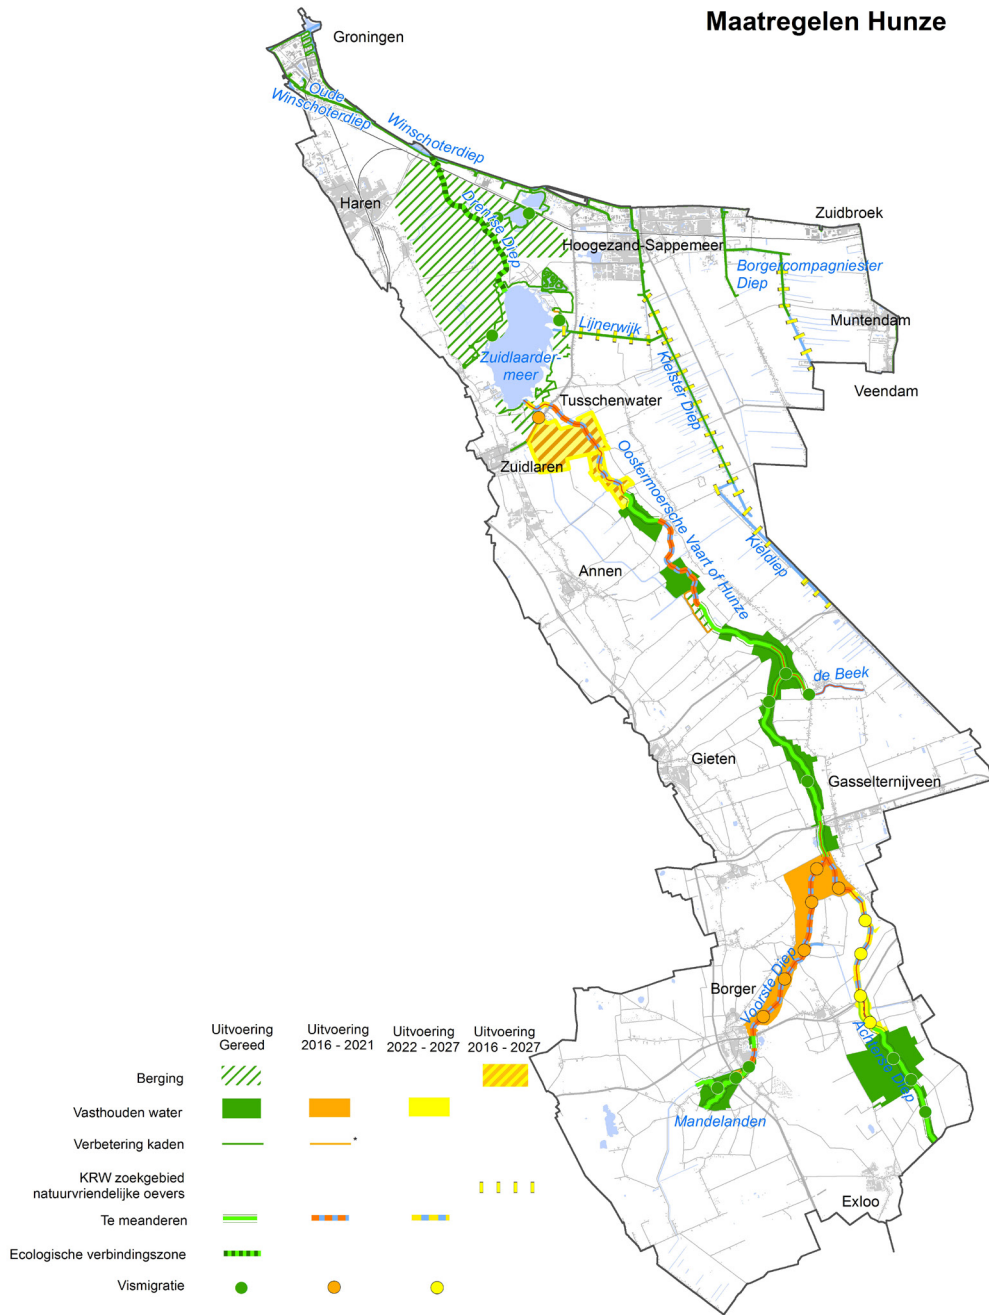 Maatregelen Hunze
Groningen
Oude
Winschoterdiep
Winschoterdiep
Haren
Drentse Diep
Zuidbroek
Hoogezand-Sappemeer
Borgercompagniester
Diep
Muntendam
Lijnerwijk
Zuidlaarder-
meer
Kielster Diep
Veendam
Tusschenwater
Zuidlaren
Oostermoersche Vaart of Hunze
Kieldiep
Annen
de Beek
Gieten
Gasselternijveen
Borger
Voorste Diep
Achterse Diep
Mandelanden
Exloo
Uitvoering
Gereed
Uitvoering
2016 - 2021
Uitvoering
2022 - 2027
Uitvoering
2016 - 2027
Berging
Vasthouden water
Verbetering kaden
*
KRW zoekgebied
natuurvriendelijke oevers
Te meanderen
Ecologische verbindingszone
Vismigratie